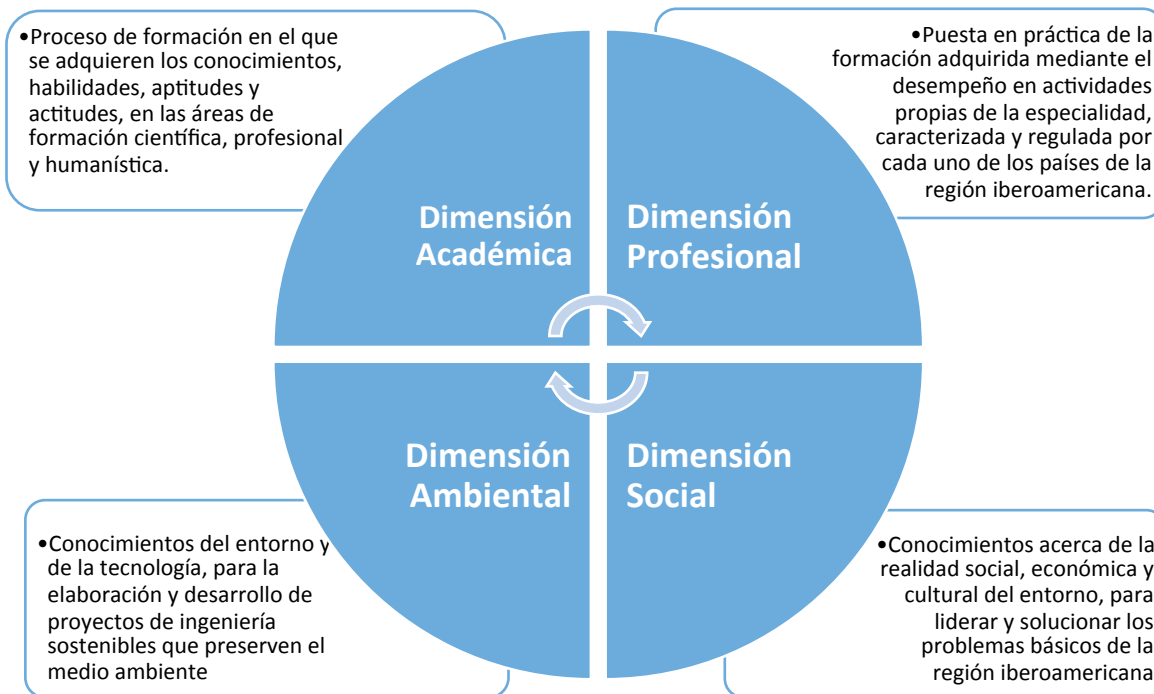 •Proceso de formación en el que
se adquieren los conocimientos,
habilidades, aptitudes y
actitudes, en las áreas de
formación científica, profesional
y humanística.
•Puesta en práctica de la
formación adquirida mediante el
desempeño en actividades
propias de la especialidad,
caracterizada y regulada por
cada uno de los países de la
región iberoamericana.
Dimensión
Académica
Dimensión
Profesional
Dimensión
Ambiental
Dimensión
Social
•Conocimientos del entorno y
de la tecnología, para la
elaboración y desarrollo de
proyectos de ingeniería
sostenibles que preserven el
medio ambiente
•Conocimientos acerca de la
realidad social, económica y
cultural del entorno, para
liderar y solucionar los
problemas básicos de la
región iberoamericana